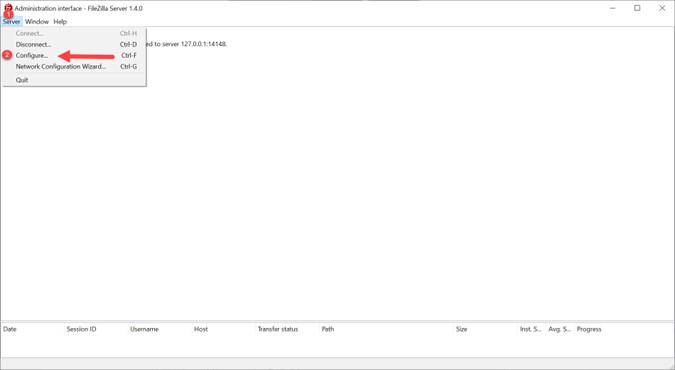 Administration interface - FileZilla Server 1.4.0
1
Server Window Help
Connect... Ctrl-H
Disconnect... Ctrl-D
ed to server 127.0.0.1:14148.
2 Configure... Ctrl-F
Network Configuration Wizard... Ctrl-G
Quit
Date Session ID Username Host Transfer status Path Size Inst. S... Avg. S... Progress